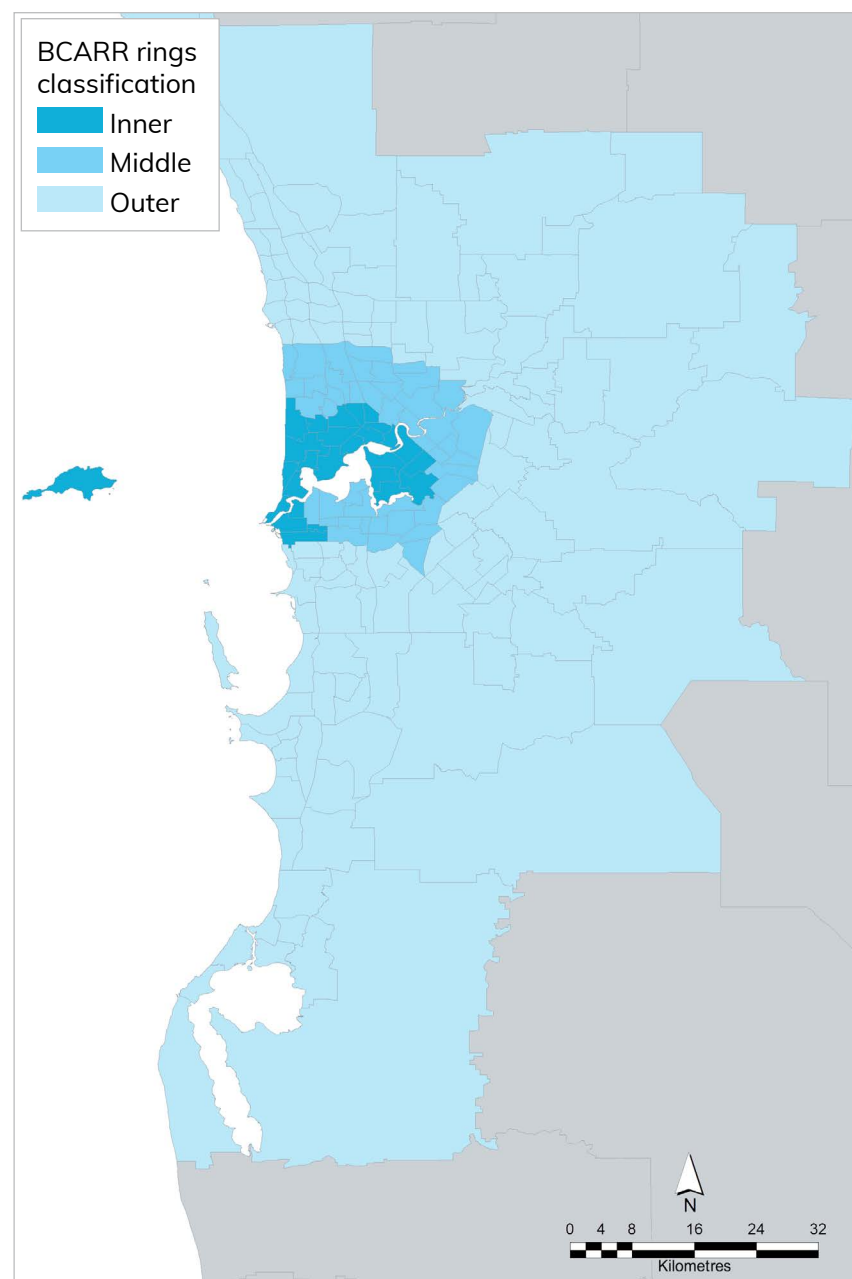 BCARR rings
classification
Inner
Middle
Outer
N
0 4 8 16 24 32
Kilometres